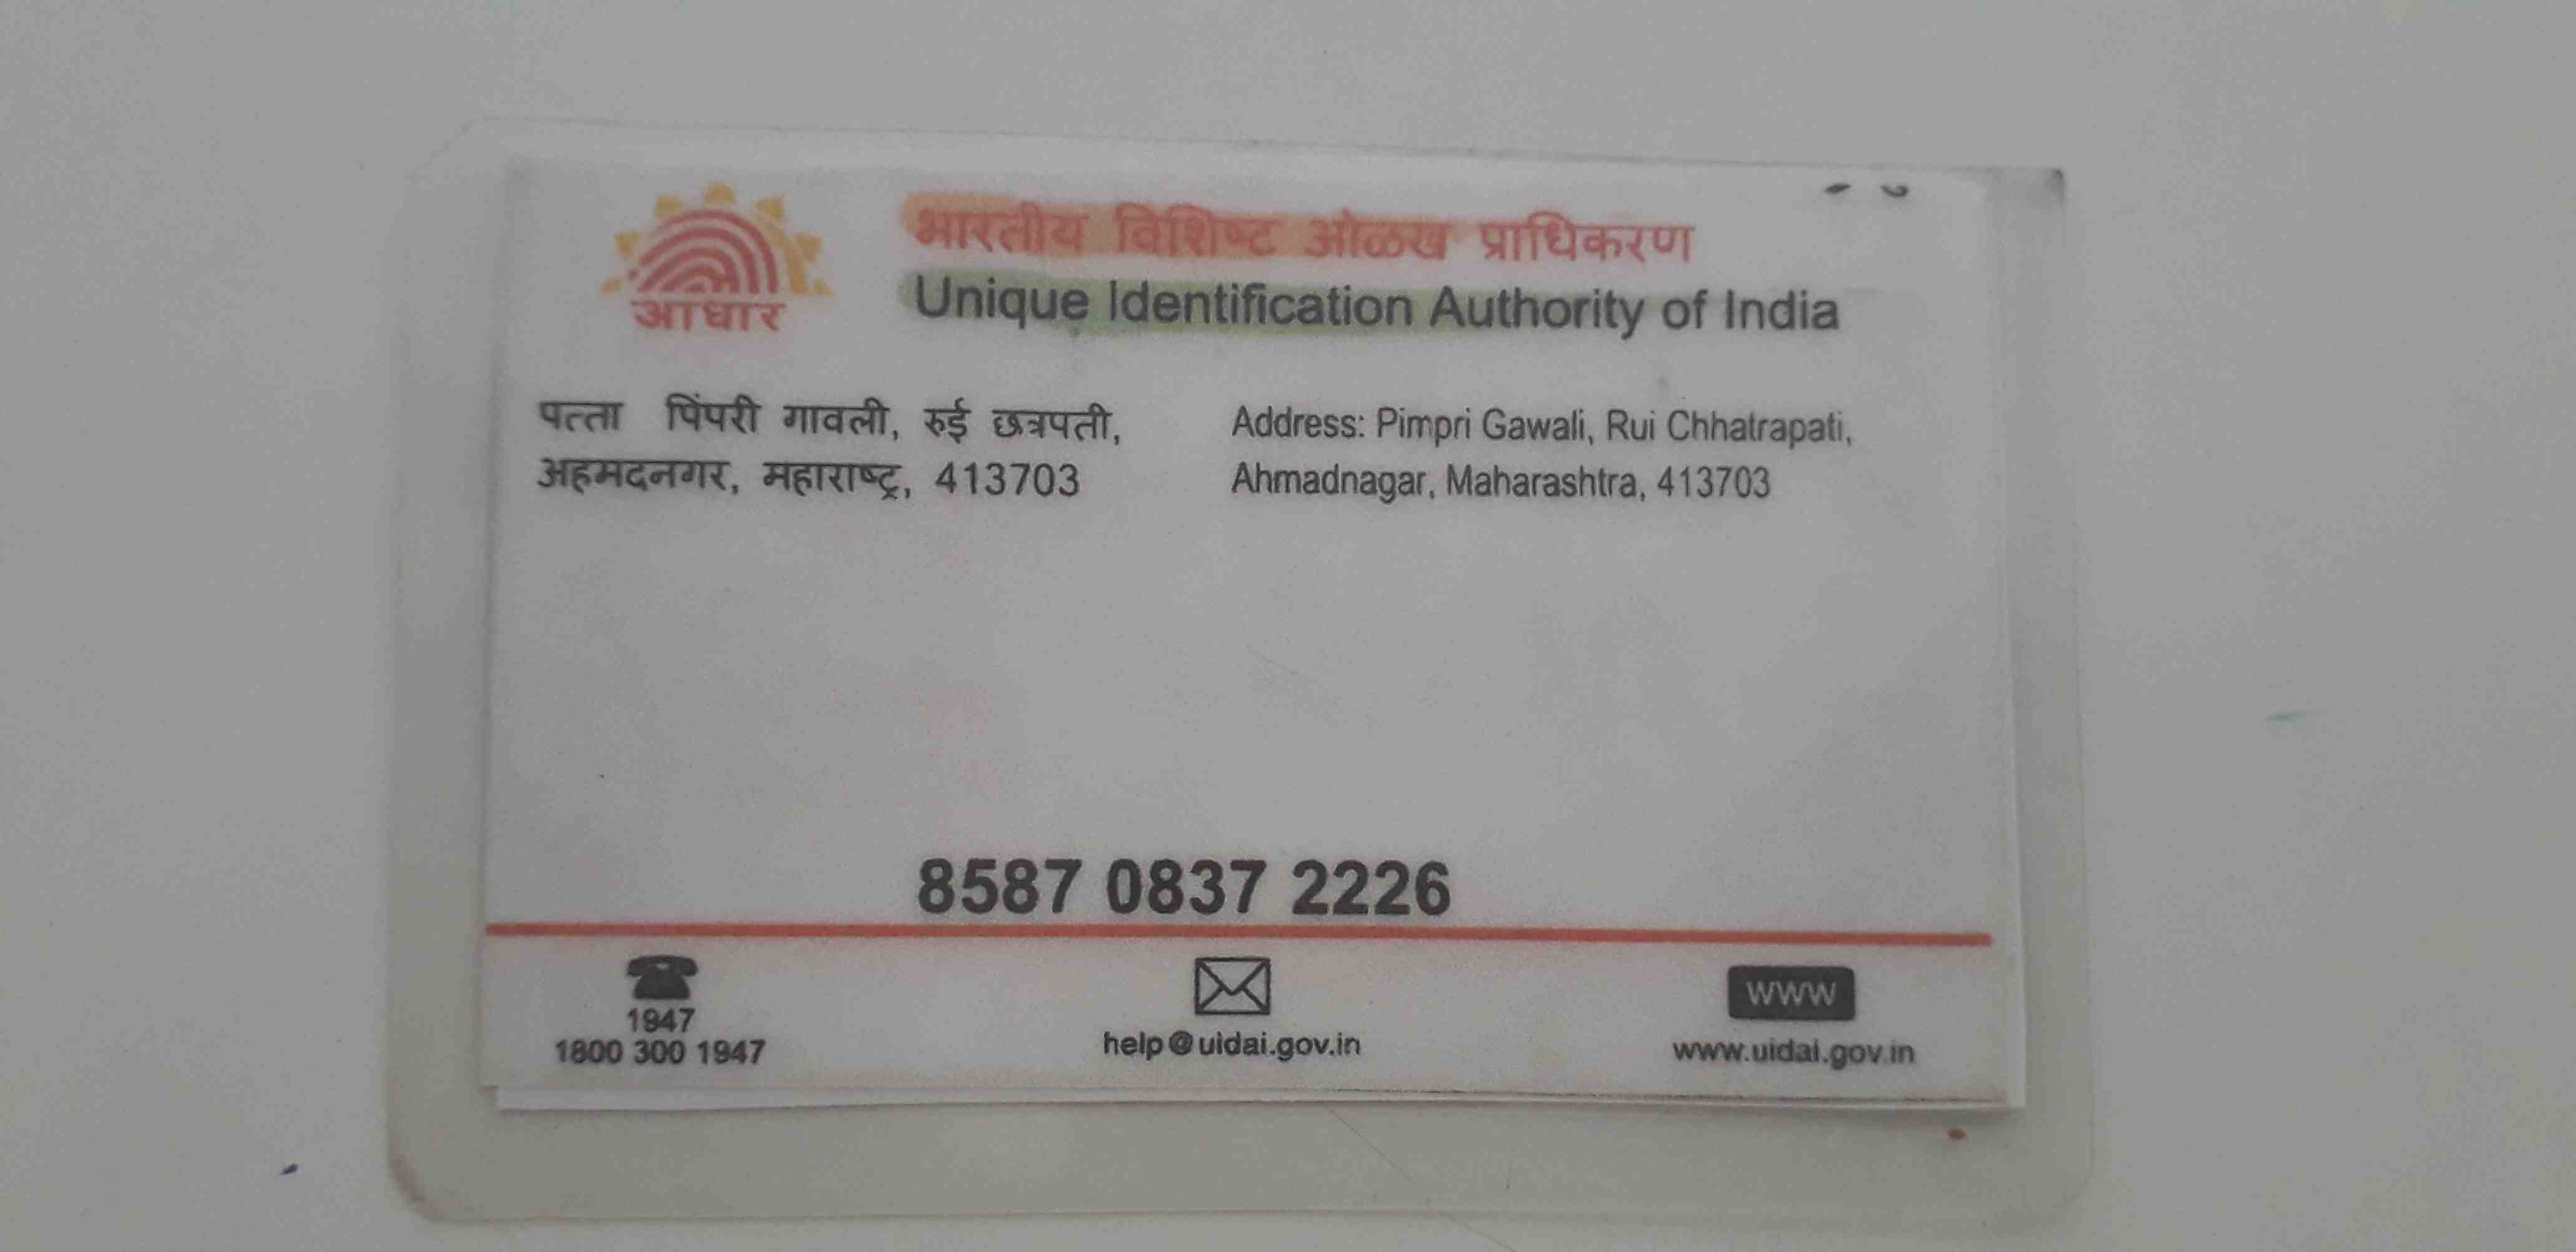 आधार
भारतीय विशिष्ट ओळख प्राधिकरण
Unique Identification Authority of India
पत्ता पिंपरी गावली, रुई छत्रपती,
अहमदनगर, महाराष्ट्र, 413703
Address: Pimpri Gawali, Rui Chhatrapati,
Ahmadnagar, Maharashtra, 413703
8587 0837 2226
1947
1800 300 1947
help@uidai.gov.in
WWW
www.uidai.gov.in